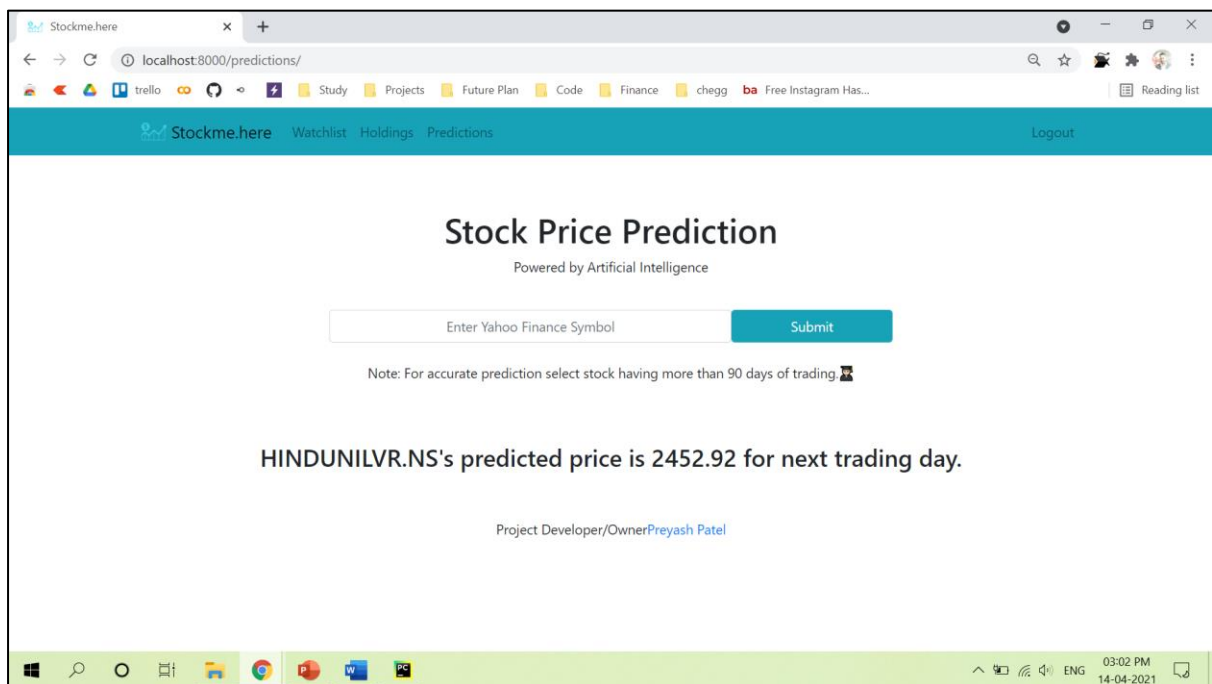 Stockme.here
localhost:8000/predictions/
trello Study Projects Future Plan Code Finance chegg ba Free Instagram Has... Reading list
Stockme.here Watchlist Holdings Predictions Logout
Stock Price Prediction
Powered by Artificial Intelligence
Enter Yahoo Finance Symbol Submit
Note: For accurate prediction select stock having more than 90 days of trading.
HINDUNILVR.NS's predicted price is 2452.92 for next trading day.
Project Developer/OwnerPreyash Patel
ENG 03:02 PM
14-04-2021